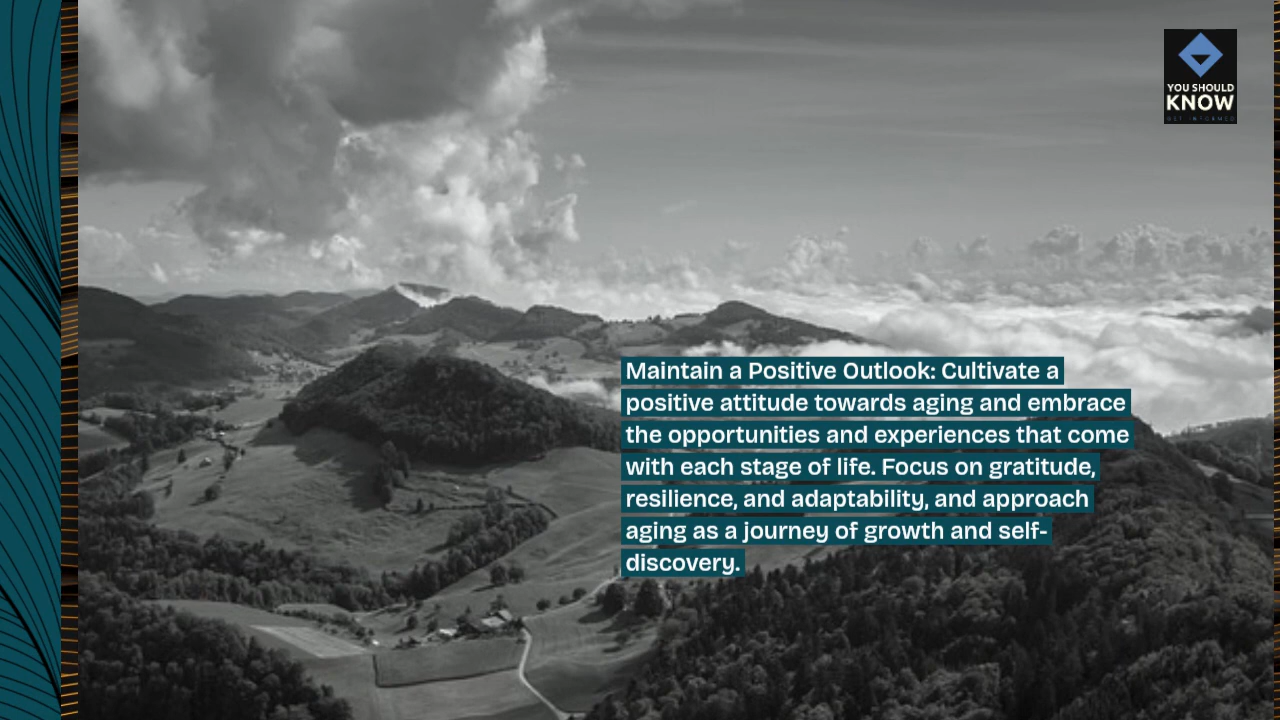 YOU SHOULD
KNOW
GET INFORMED
Maintain a Positive Outlook: Cultivate a
positive attitude towards aging and embrace
the opportunities and experiences that come
with each stage of life. Focus on gratitude,
resilience, and adaptability, and approach
aging as a journey of growth and self-
discovery.